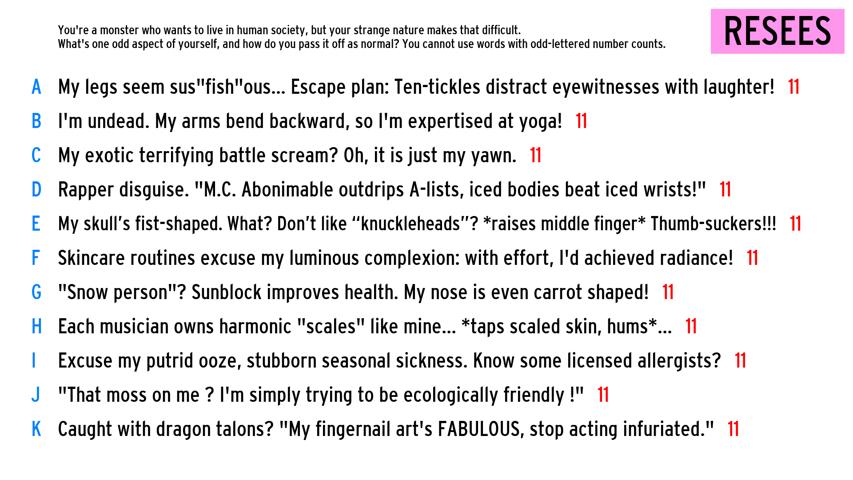 You're a monster who wants to live in human society, but your strange nature makes that difficult.
What's one odd aspect of yourself, and how do you pass it off as normal? You cannot use words with odd-lettered number counts.
RESEES
A My legs seem sus"fish"ous... Escape plan: Ten-tickles distract eyewitnesses with laughter! 11
B I'm undead. My arms bend backward, so I'm expertised at yoga! 11
C My exotic terrifying battle scream? Oh, it is just my yawn. 11
D Rapper disguise. "M.C. Abonimable outdrips A-lists, iced bodies beat iced wrists!" 11
E My skull’s fist-shaped. What? Don’t like “knuckleheads”? *raises middle finger* Thumb-suckers!!! 11
F Skincare routines excuse my luminous complexion: with effort, I'd achieved radiance! 11
G "Snow person"? Sunblock improves health. My nose is even carrot shaped! 11
H Each musician owns harmonic "scales" like mine... *taps scaled skin, hums*... 11
I Excuse my putrid ooze, stubborn seasonal sickness. Know some licensed allergists? 11
J "That moss on me ? I'm simply trying to be ecologically friendly !" 11
K Caught with dragon talons? "My fingernail art's FABULOUS, stop acting infuriated." 11